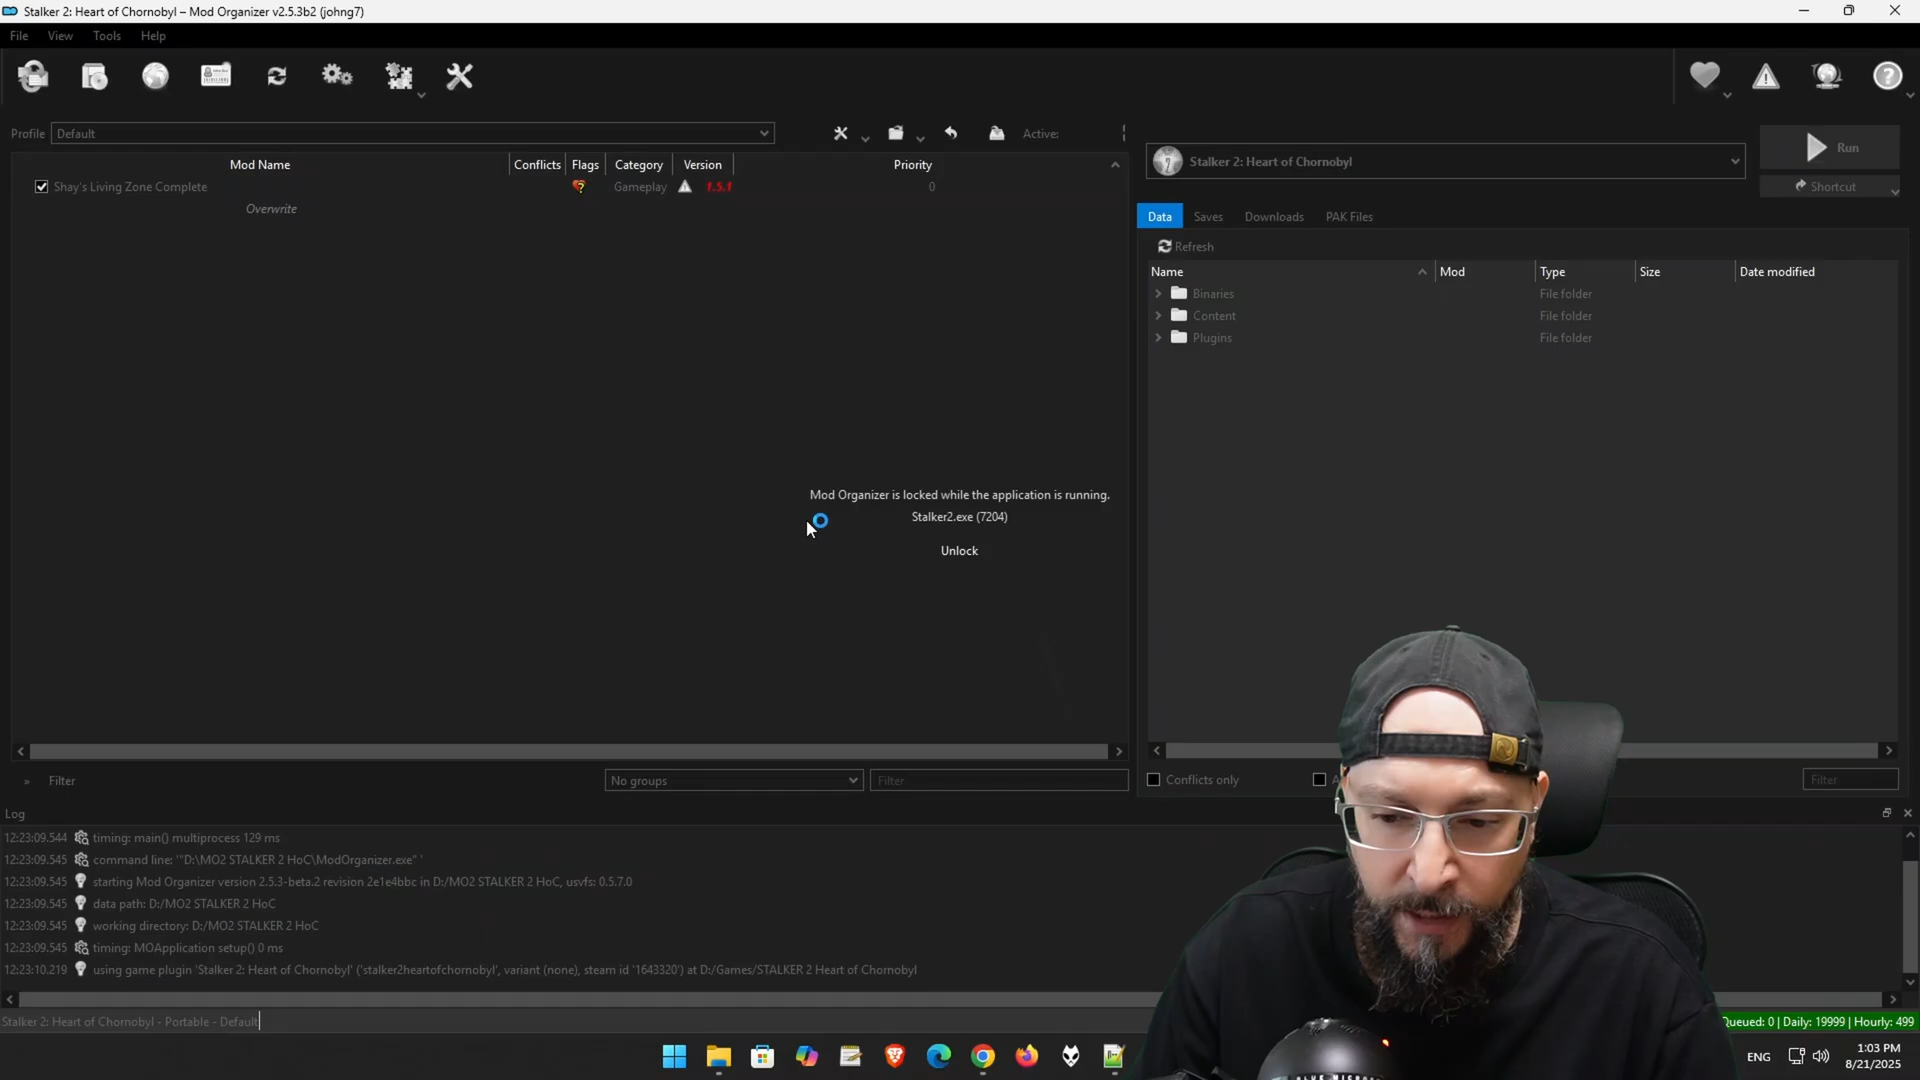 Stalker 2: Heart of Chornobyl – Mod Organizer v2.5.3b2 (johng7)
File View Tools Help
Profile Default Active:
Mod Name Conflicts Flags Category Version Priority
Shay's Living Zone Complete Gameplay 1.5.1 0
Overwrite
Stalker 2: Heart of Chornobyl
Run
Shortcut
Data Saves Downloads PAK Files
Refresh
Name Mod Type Size Date modified
Binaries File folder
Content File folder
Plugins File folder
Mod Organizer is locked while the application is running.
Stalker2.exe (7204)
Unlock
» Filter No groups Filter
Conflicts only Filter
Log
12:23:09.544 timing: main() multiprocess 129 ms
12:23:09.545 command line: '"D:\MO2 STALKER 2 HoC\ModOrganizer.exe" '
12:23:09.545 starting Mod Organizer version 2.5.3-beta.2 revision 2e1e4bbc in D:/MO2 STALKER 2 HoC, usvfs: 0.5.7.0
12:23:09.545 data path: D:/MO2 STALKER 2 HoC
12:23:09.545 working directory: D:/MO2 STALKER 2 HoC
12:23:09.545 timing: MOApplication setup() 0 ms
12:23:10.219 using game plugin 'Stalker 2: Heart of Chornobyl' ('stalker2heartofchornobyl', variant (none), steam id '1643320') at D:/Games/STALKER 2 Heart of Chornobyl
Stalker 2: Heart of Chornobyl - Portable - Default
Queued: 0 | Daily: 19999 | Hourly: 499
ENG
1:03 PM
8/21/2025